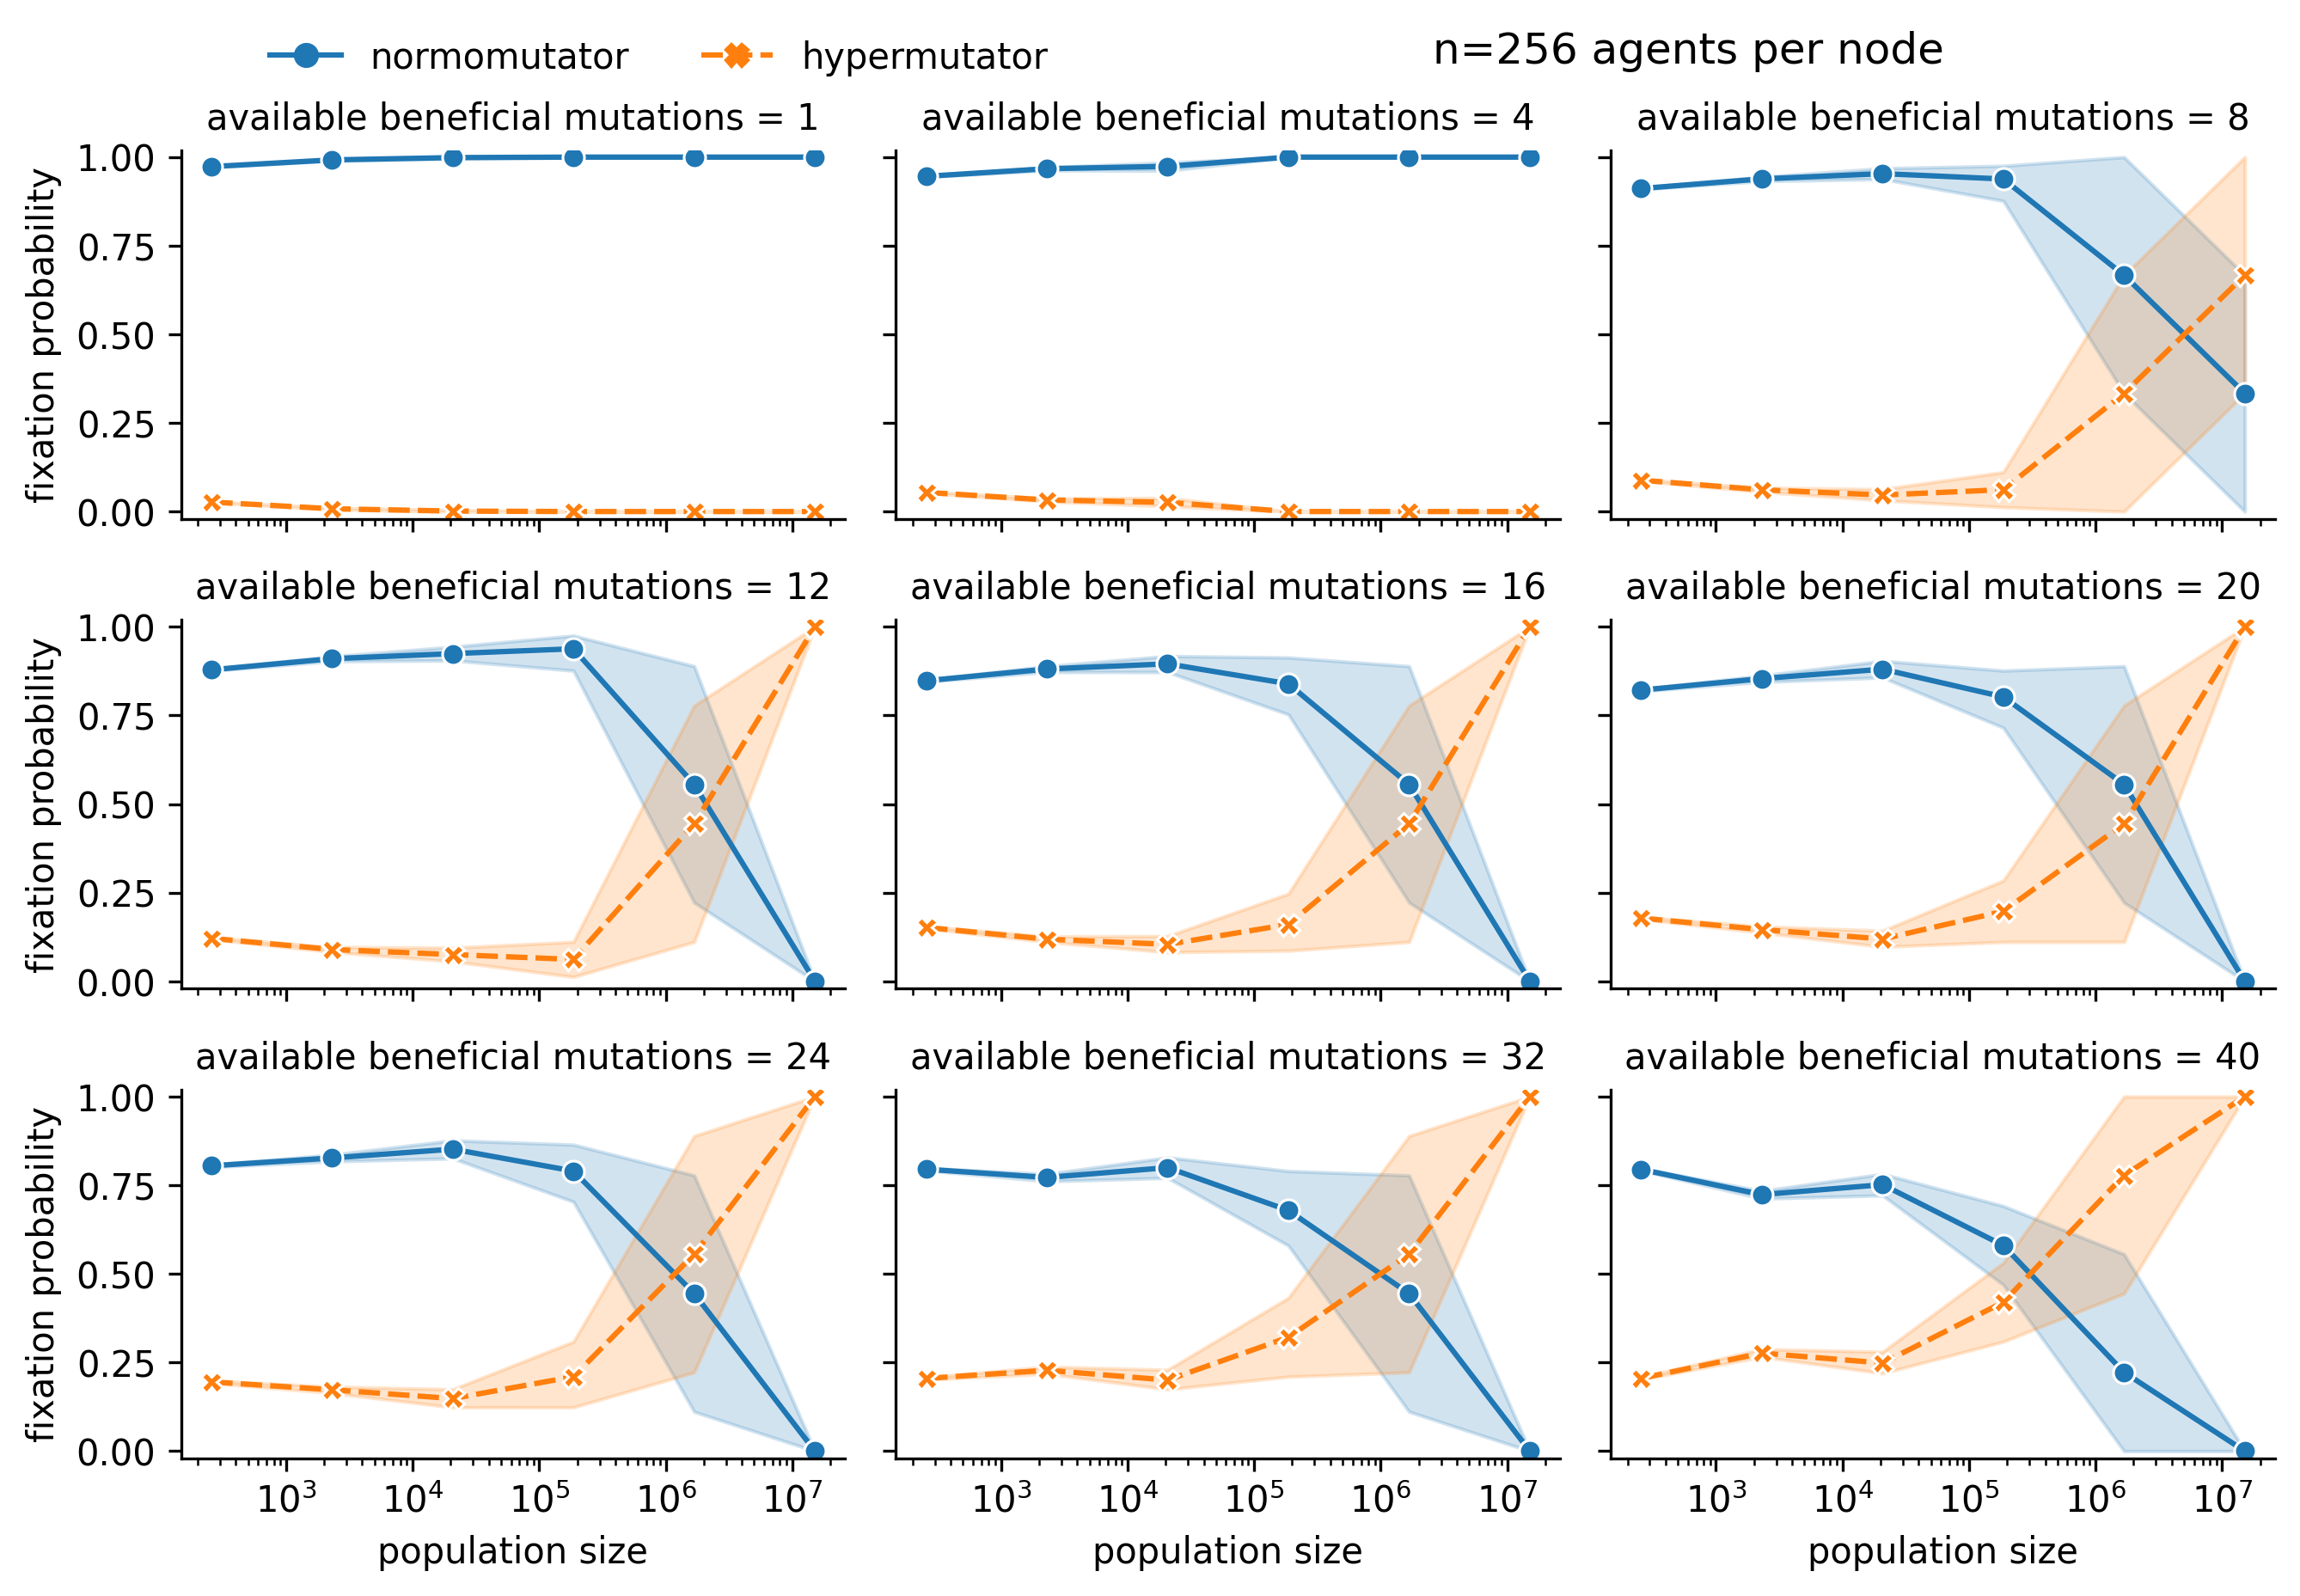 normomutator hypermutator n=256 agents per node
available beneficial mutations = 1 available beneficial mutations = 4 available beneficial mutations = 8
1.00
0.75
0.50
0.25
0.00
fixation probability
available beneficial mutations = 12 available beneficial mutations = 16 available beneficial mutations = 20
1.00
0.75
0.50
0.25
0.00
fixation probability
available beneficial mutations = 24 available beneficial mutations = 32 available beneficial mutations = 40
1.00
0.75
0.50
0.25
0.00
fixation probability
10³ 10⁴ 10⁵ 10⁶ 10⁷ 10³ 10⁴ 10⁵ 10⁶ 10⁷ 10³ 10⁴ 10⁵ 10⁶ 10⁷
population size population size population size